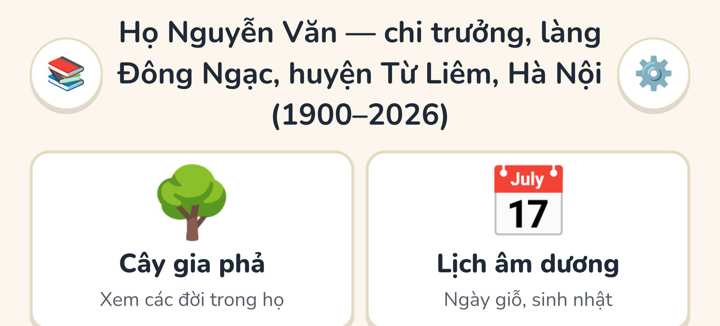 Họ Nguyễn Văn — chi trưởng, làng
Đông Ngạc, huyện Từ Liêm, Hà Nội
(1900–2026)
July
17
Cây gia phả
Lịch âm dương
Xem các đời trong họ
Ngày giỗ, sinh nhật